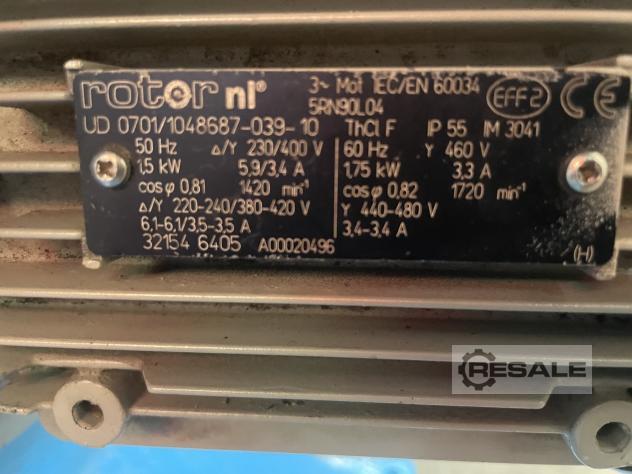 rotor nl®
3~ Mot IEC/EN 60034
5RN90L04
EFF2
CE
UD 0701/1048687-039-10 ThCl F IP 55 IM 3041
50 Hz Δ/Y 230/400 V
1,5 kW 5,9/3,4 A
cos φ 0,81 1420 min⁻¹
Δ/Y 220-240/380-420 V
6,1-6,1/3,5-3,5 A
32154 6405 A00020496
60 Hz Y 460 V
1,75 kW 3,3 A
cos φ 0,82 1720 min⁻¹
Y 440-480 V
3,4-3,4 A
(H)
RESALE